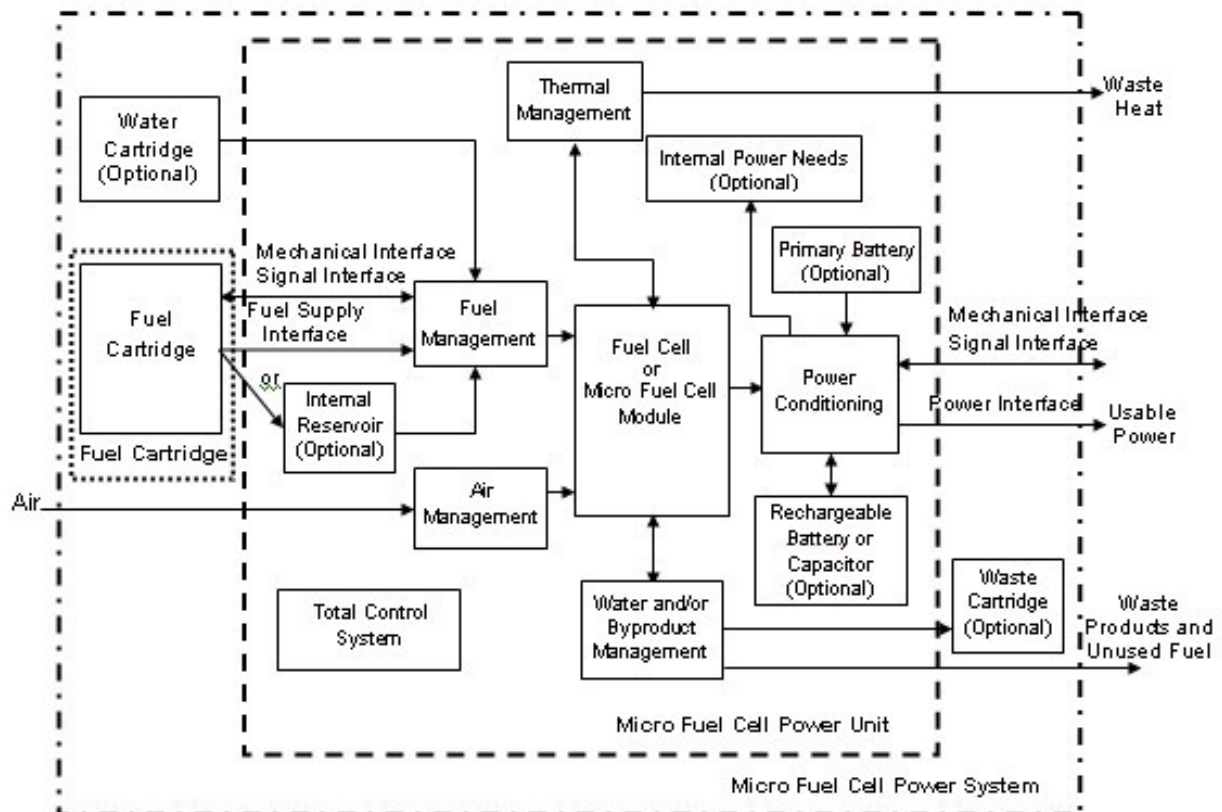 Thermal
Management
Waste
Heat
Water
Cartridge
(Optional)
Internal Power Needs
(Optional)
Primary Battery
(Optional)
Mechanical Interface
Signal Interface
Fuel Supply
Interface
Fuel
Cartridge
Fuel Cartridge
or
Internal
Reservoir
(Optional)
Fuel
Management
Fuel Cell
or
Micro Fuel Cell
Module
Power
Conditioning
Mechanical Interface
Signal Interface
Power Interface
Usable
Power
Air
Air
Management
Rechargeable
Battery or
Capacitor
(Optional)
Total Control
System
Water and/or
Byproduct
Management
Waste
Cartridge
(Optional)
Waste
Products and
Unused Fuel
Micro Fuel Cell Power Unit
Micro Fuel Cell Power System